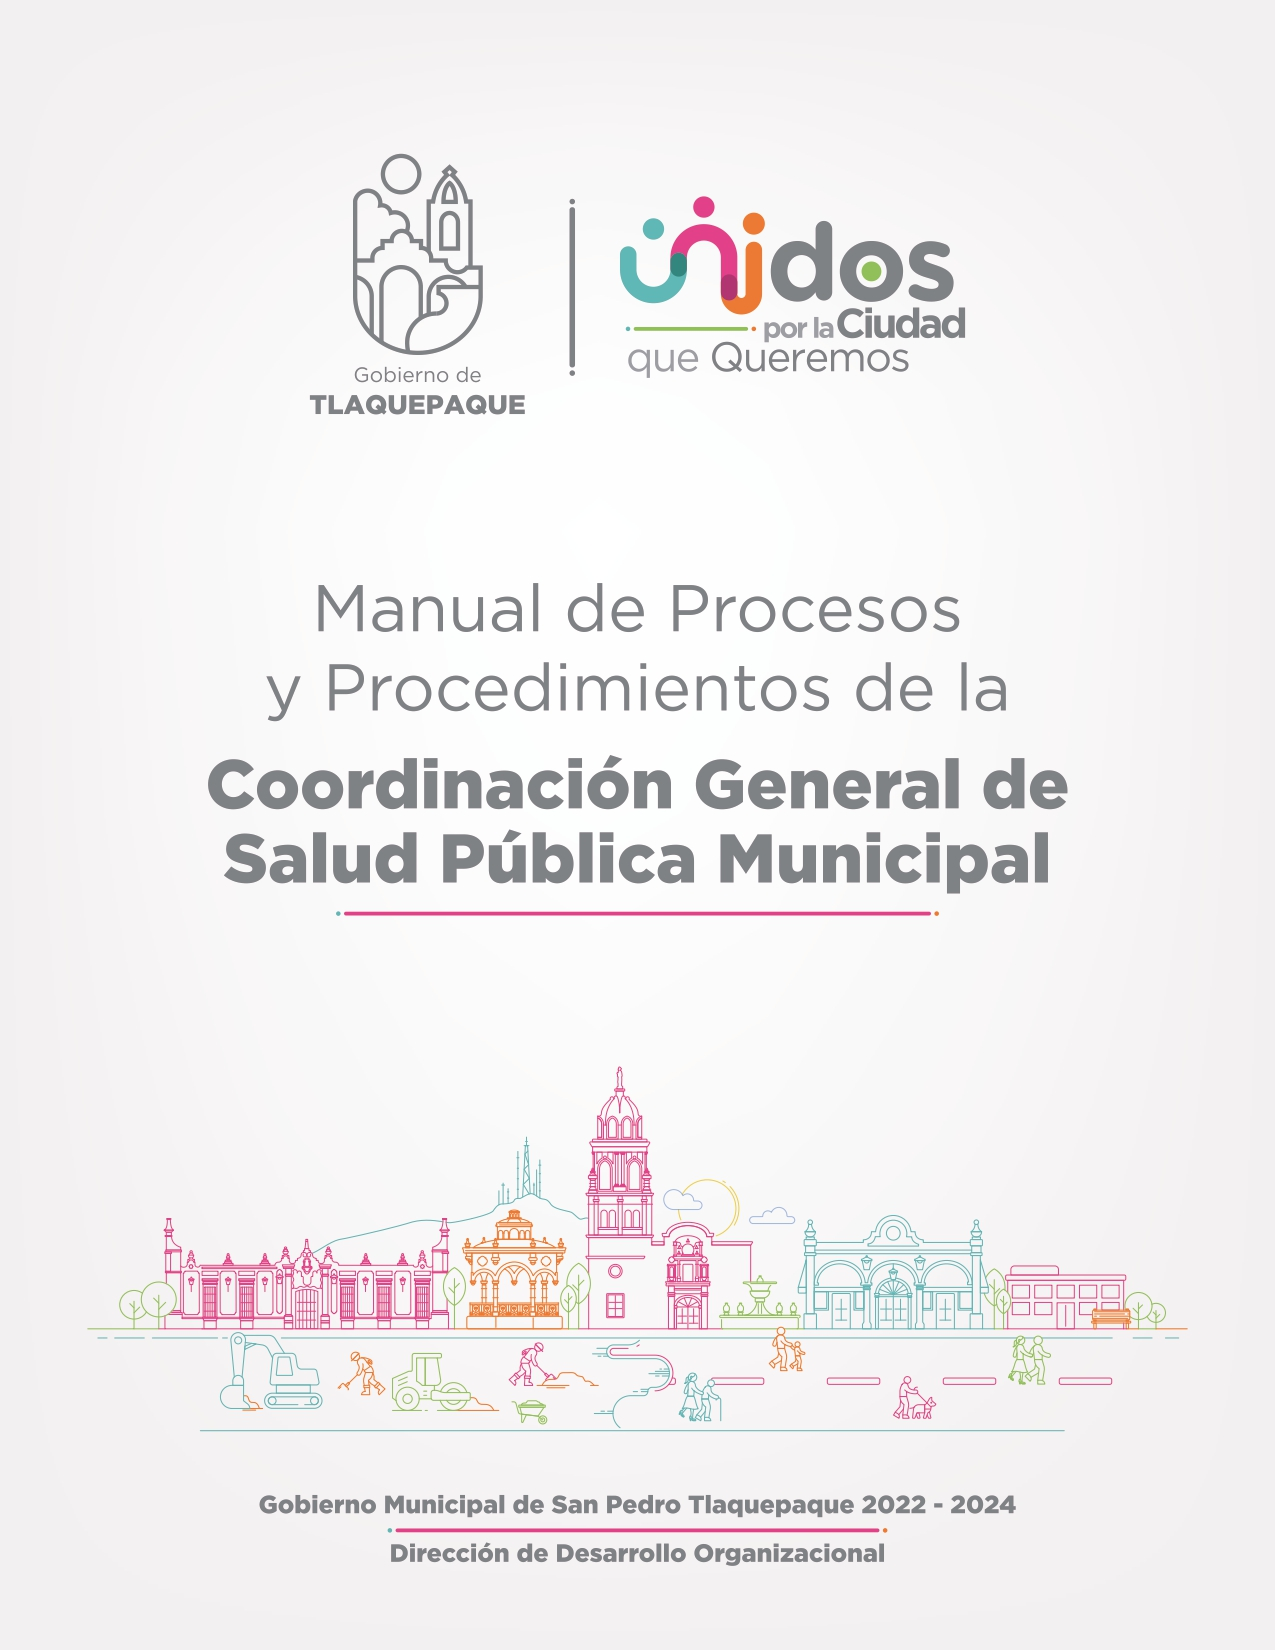 Gobierno de
TLAQUEPAQUE
Unidos
por la Ciudad
que Queremos
Manual de Procesos
y Procedimientos de la
Coordinación General de
Salud Pública Municipal
Gobierno Municipal de San Pedro Tlaquepaque 2022 - 2024
Dirección de Desarrollo Organizacional